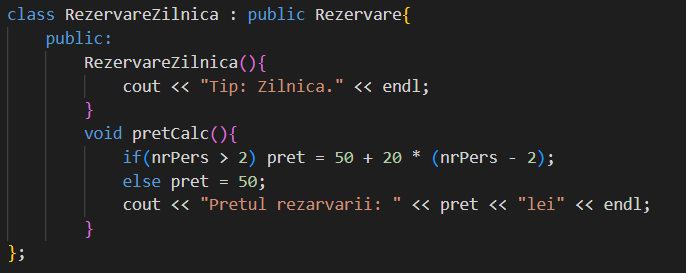 class RezervareZilnica : public Rezervare{
    public:
        RezervareZilnica(){
            cout << "Tip: Zilnica." << endl;
        }
        void pretCalc(){
            if(nrPers > 2) pret = 50 + 20 * (nrPers - 2);
            else pret = 50;
            cout << "Pretul rezarvarii: " << pret << "lei" << endl;
        }
};